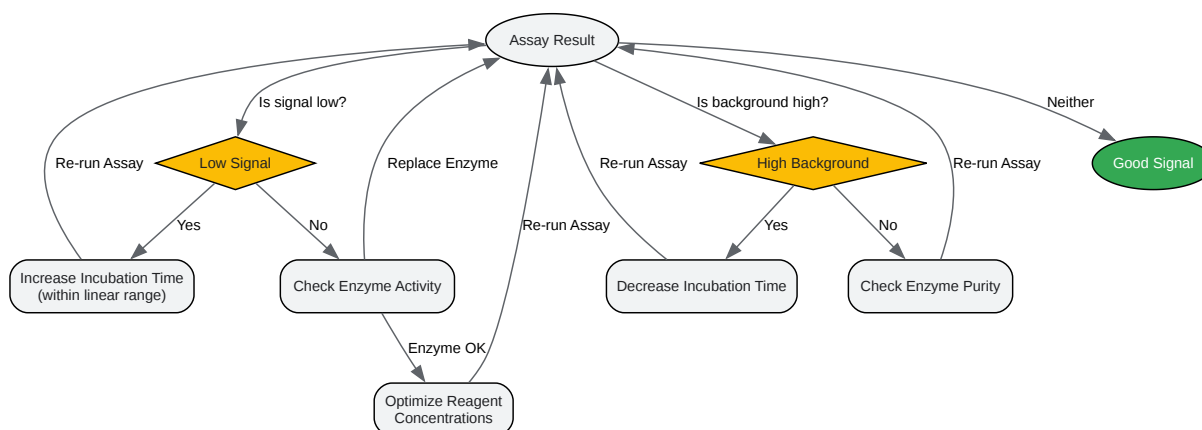 Assay Result
Is signal low?
Is background high?
Neither
Re-run Assay
Low Signal
Replace Enzyme
Re-run Assay
High Background
Re-run Assay
Good Signal
Yes
No
Re-run Assay
Yes
No
Increase Incubation Time
(within linear range)
Check Enzyme Activity
Decrease Incubation Time
Check Enzyme Purity
Enzyme OK
Optimize Reagent
Concentrations